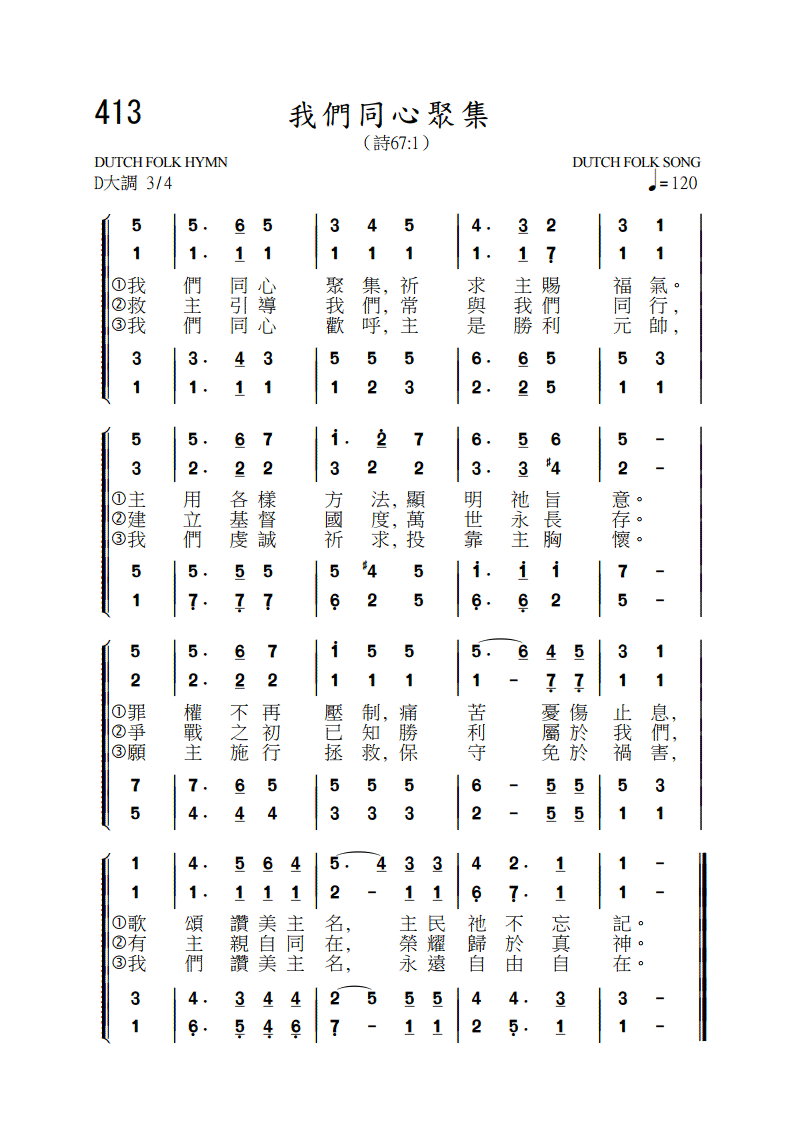 413
我們同心聚集
（詩67:1）
DUTCH FOLK HYMN DUTCH FOLK SONG
D大調 3/4 ♩=120
5 | 5. 6 5 | 3 4 5 | 4. 3 2 | 3 1
1 | 1. 1 1 | 1 1 1 | 1. 1 7̣ | 1 1
①我 們 同 心 聚 集, 祈 求 主 賜 福 氣。
②救 主 引 導 我 們, 常 與 我 們 同 行,
③我 們 同 心 歡 呼, 主 是 勝 利 元 帥,
3 | 3. 4 3 | 5 5 5 | 6. 6 5 | 5 3
1 | 1. 1 1 | 1 2 3 | 2. 2 5 | 1 1
5 | 5. 6 7 | 1̇. 2̇ 7 | 6. 5 6 | 5 -
3 | 2. 2 2 | 3 2 2 | 3. 3 ♯4 | 2 -
①主 用 各 樣 方 法, 顯 明 祂 旨 意。
②建 立 基 督 國 度, 萬 世 永 長 存。
③我 們 虔 誠 祈 求, 投 靠 主 胸 懷。
5 | 5. 5 5 | 5 ♯4 5 | 1̇. 1̇ 1̇ | 7 -
1 | 7̣. 7̣ 7̣ | 6̣ 2 5 | 6̣. 6̣ 2 | 5 -
5 | 5. 6 7 | 1̇ 5 5 | 5. 6 4 5 | 3 1
2 | 2. 2 2 | 1 1 1 | 1 - 7̣ 7̣ | 1 1
①罪 權 不 再 壓 制, 痛 苦 憂 傷 止 息,
②爭 戰 之 初 已 知 勝 利 屬 於 我 們,
③願 主 施 行 拯 救, 保 守 免 於 禍 害,
7 | 7. 6 5 | 5 5 5 | 6 - 5 5 | 5 3
5 | 4. 4 4 | 3 3 3 | 2 - 5 5 | 1 1
1 | 4. 5 6 4 | 5. 4 3 3 | 4 2. 1 | 1 -
1 | 1. 1 1 1 | 2 - 1 1 | 6̣ 7̣. 1 | 1 -
①歌 頌 讚 美 主 名, 主 民 祂 不 忘 記。
②有 主 親 自 同 在, 榮 耀 歸 於 真 神。
③我 們 讚 美 主 名, 永 遠 自 由 自 在。
3 | 4. 3 4 4 | 2 5 5 5 | 4 4. 3 | 3 -
1 | 6̣. 5̣ 4̣ 6̣ | 7̣ - 1 1 | 2 5̣. 1 | 1 -